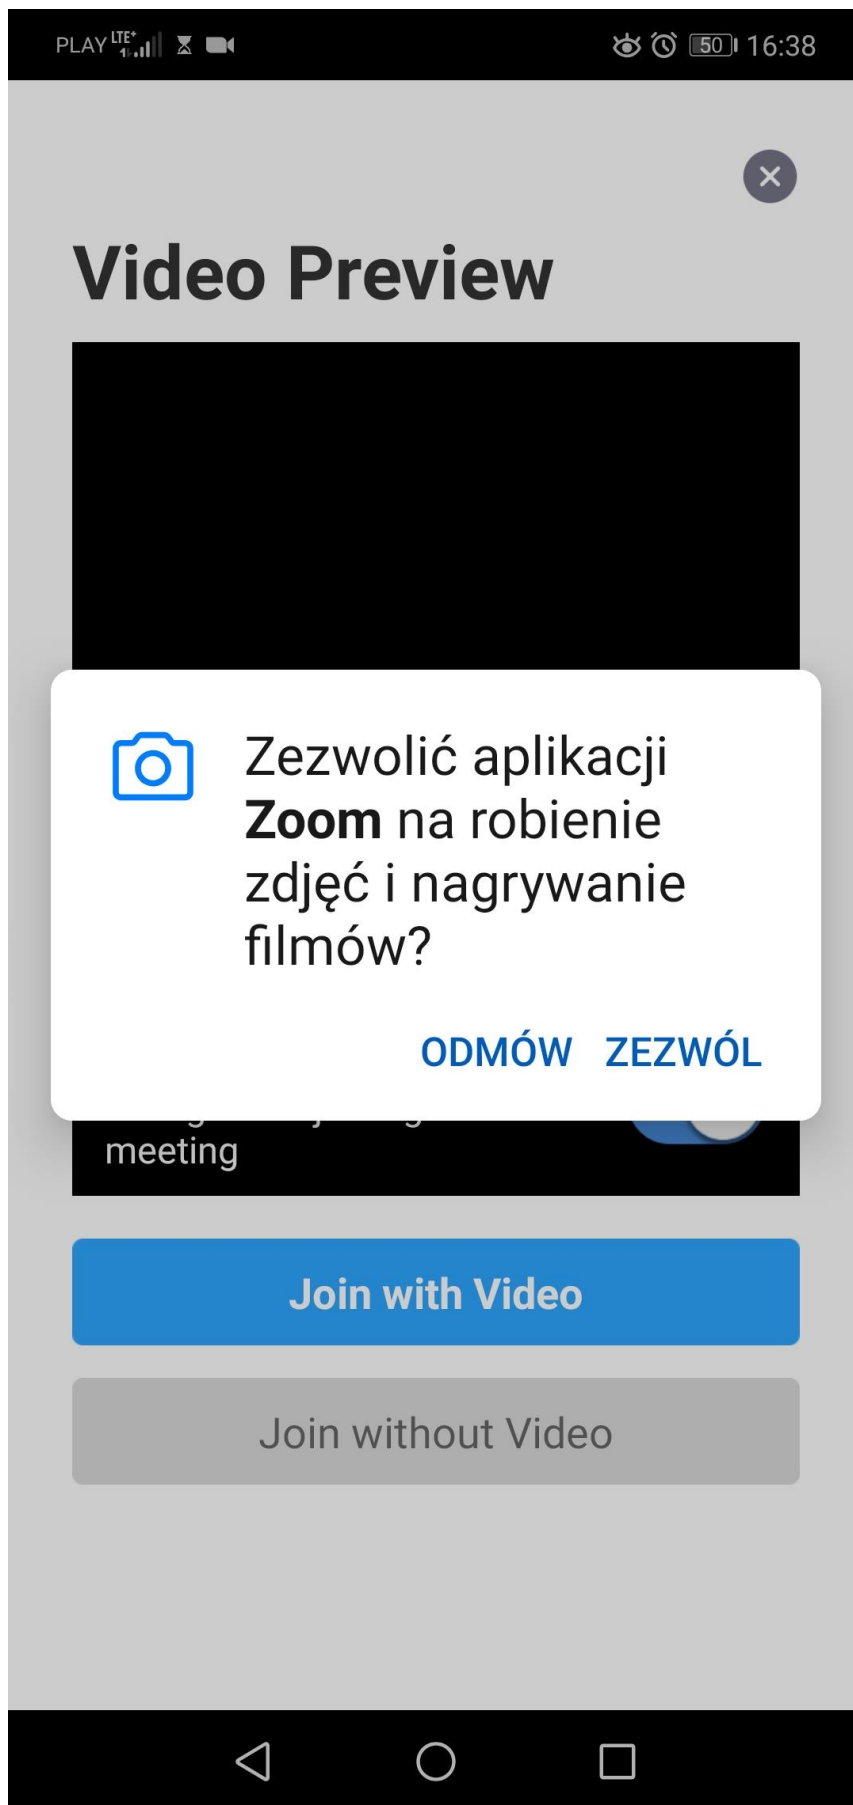 PLAY LTE+ 50 16:38
Video Preview
Zezwolić aplikacji
Zoom na robienie
zdjęć i nagrywanie
filmów?
ODMÓW ZEZWÓL
meeting
Join with Video
Join without Video